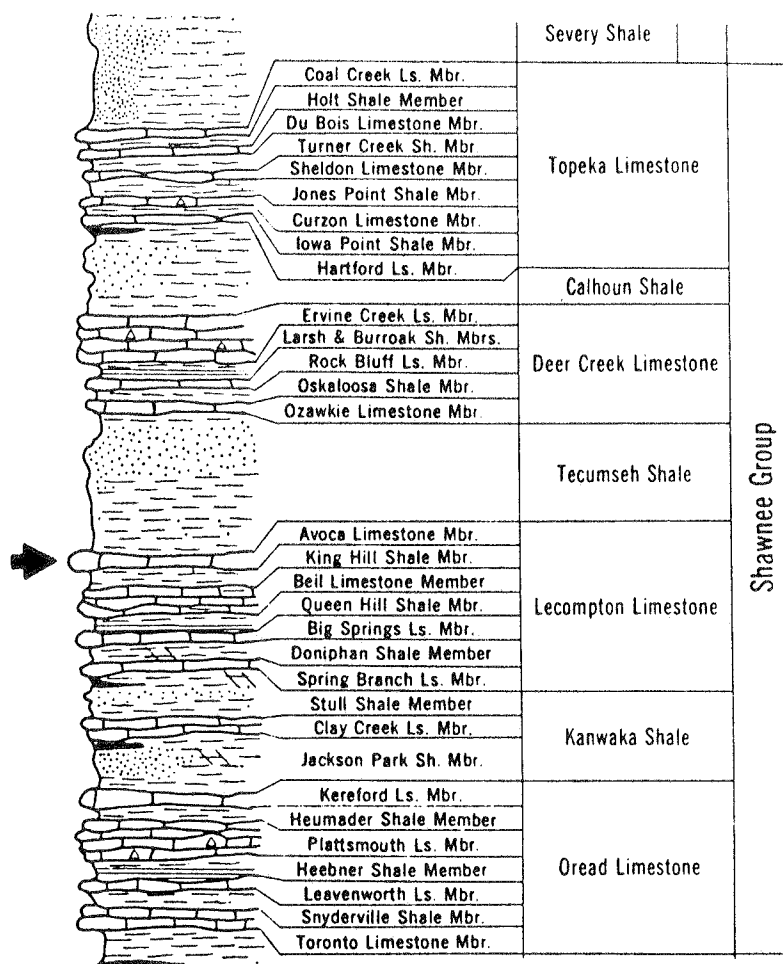 Severy Shale
Coal Creek Ls. Mbr.
Holt Shale Member
Du Bois Limestone Mbr.
Turner Creek Sh. Mbr.
Sheldon Limestone Mbr.
Jones Point Shale Mbr.
Curzon Limestone Mbr.
Iowa Point Shale Mbr.
Hartford Ls. Mbr.
Topeka Limestone
Calhoun Shale
Ervine Creek Ls. Mbr.
Larsh & Burroak Sh. Mbrs.
Rock Bluff Ls. Mbr.
Oskaloosa Shale Mbr.
Ozawkie Limestone Mbr.
Deer Creek Limestone
Tecumseh Shale
Avoca Limestone Mbr.
King Hill Shale Mbr.
Beil Limestone Member
Queen Hill Shale Mbr.
Big Springs Ls. Mbr.
Doniphan Shale Member
Spring Branch Ls. Mbr.
Lecompton Limestone
Stull Shale Member
Clay Creek Ls. Mbr.
Jackson Park Sh. Mbr.
Kanwaka Shale
Kereford Ls. Mbr.
Heumader Shale Member
Plattsmouth Ls. Mbr.
Heebner Shale Member
Leavenworth Ls. Mbr.
Snyderville Shale Mbr.
Toronto Limestone Mbr.
Oread Limestone
Shawnee Group